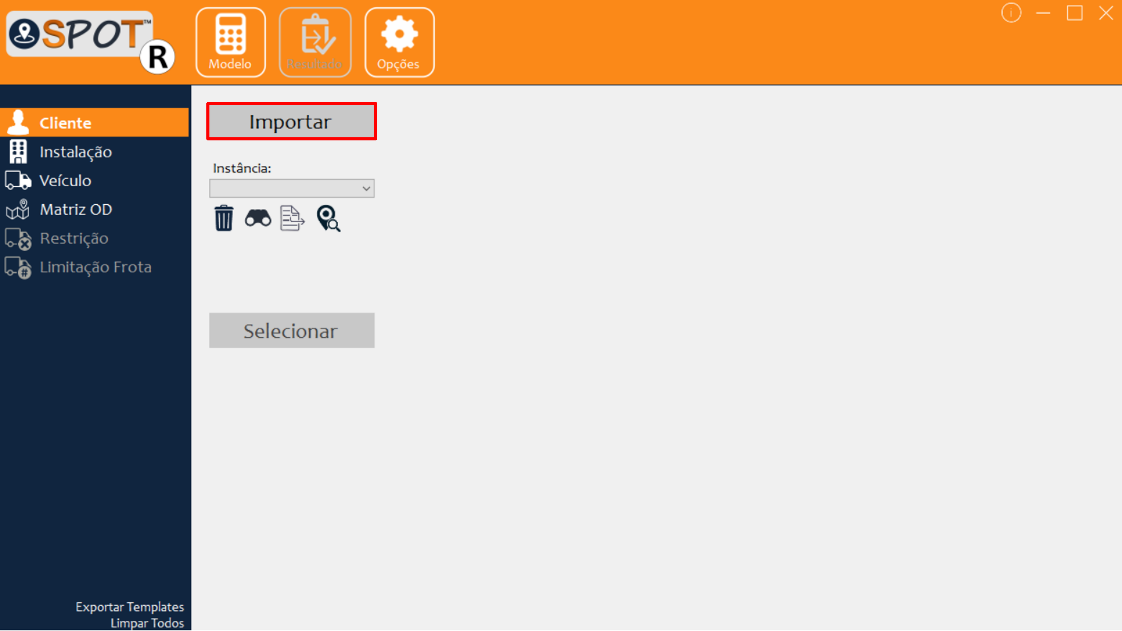 SPOT™
R
Modelo
Resultado
Opções
Cliente
Instalação
Veículo
Matriz OD
Restrição
Limitação Frota
Importar
Instância:
Selecionar
Exportar Templates
Limpar Todos